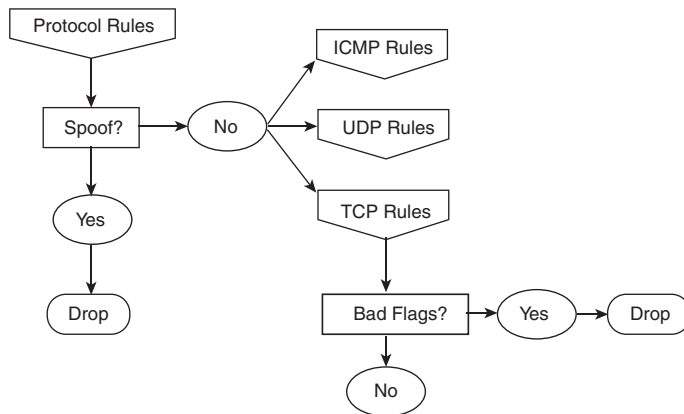 Protocol Rules
ICMP Rules
Spoof?
No
UDP Rules
Yes
TCP Rules
Drop
Bad Flags?
Yes
Drop
No